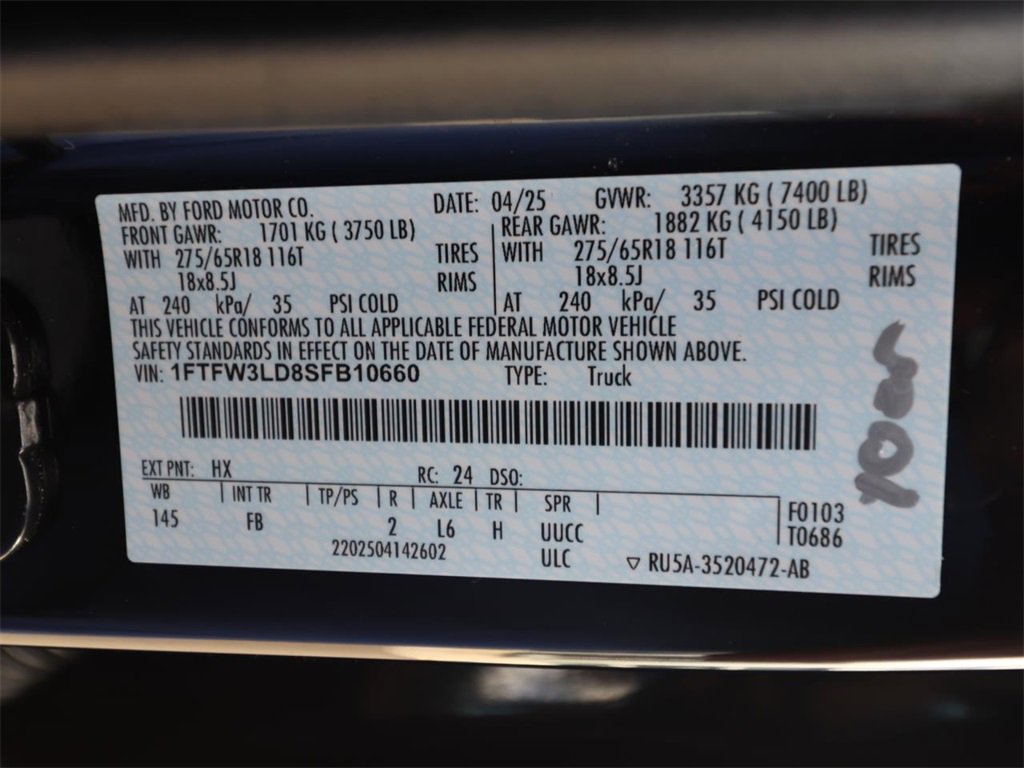 MFD. BY FORD MOTOR CO. DATE: 04/25 GVWR: 3357 KG ( 7400 LB)
FRONT GAWR: 1701 KG ( 3750 LB) REAR GAWR: 1882 KG ( 4150 LB)
WITH 275/65R18 116T TIRES WITH 275/65R18 116T TIRES
18x8.5J RIMS 18x8.5J RIMS
AT 240 kPa/ 35 PSI COLD AT 240 kPa/ 35 PSI COLD
THIS VEHICLE CONFORMS TO ALL APPLICABLE FEDERAL MOTOR VEHICLE
SAFETY STANDARDS IN EFFECT ON THE DATE OF MANUFACTURE SHOWN ABOVE.
VIN: 1FTFW3LD8SFB10660 TYPE: Truck
EXT PNT: HX RC: 24 DSO:
WB INT TR TP/PS R AXLE TR SPR
145 FB 2 L6 H UUCC
2202504142602 ULC
F0103
T0686
RU5A-3520472-AB